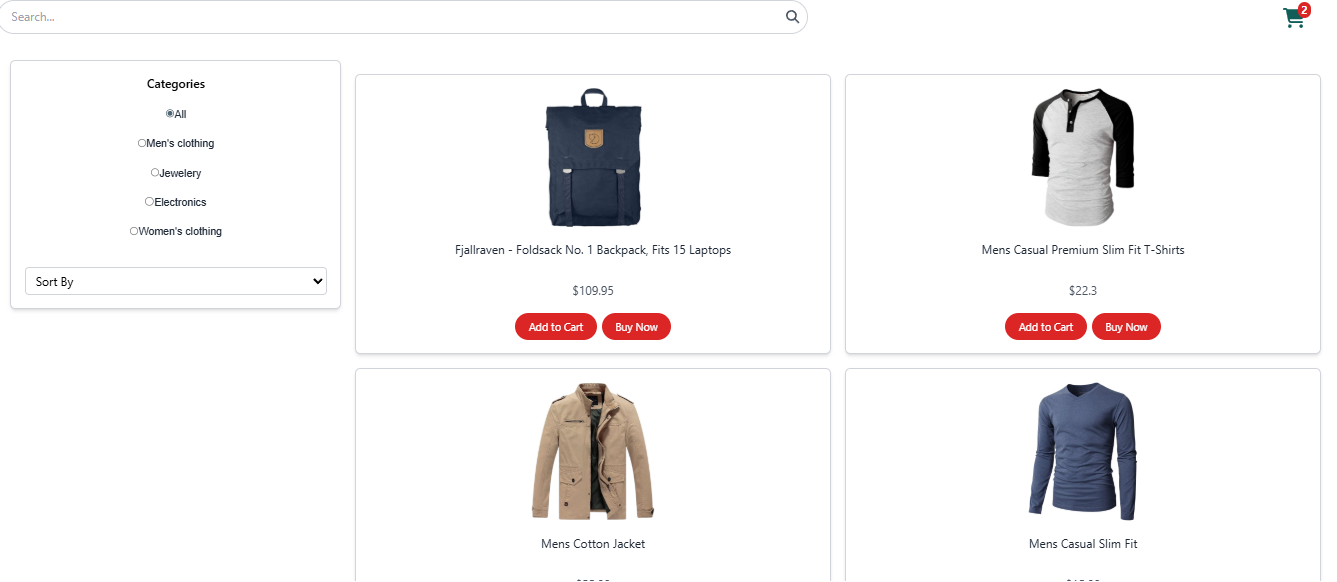 Search...
2
Categories
All
Men's clothing
Jewelery
Electronics
Women's clothing
Sort By
Fjallraven - Foldsack No. 1 Backpack, Fits 15 Laptops
$109.95
Add to Cart Buy Now
Mens Casual Premium Slim Fit T-Shirts
$22.3
Add to Cart Buy Now
Mens Cotton Jacket
Mens Casual Slim Fit